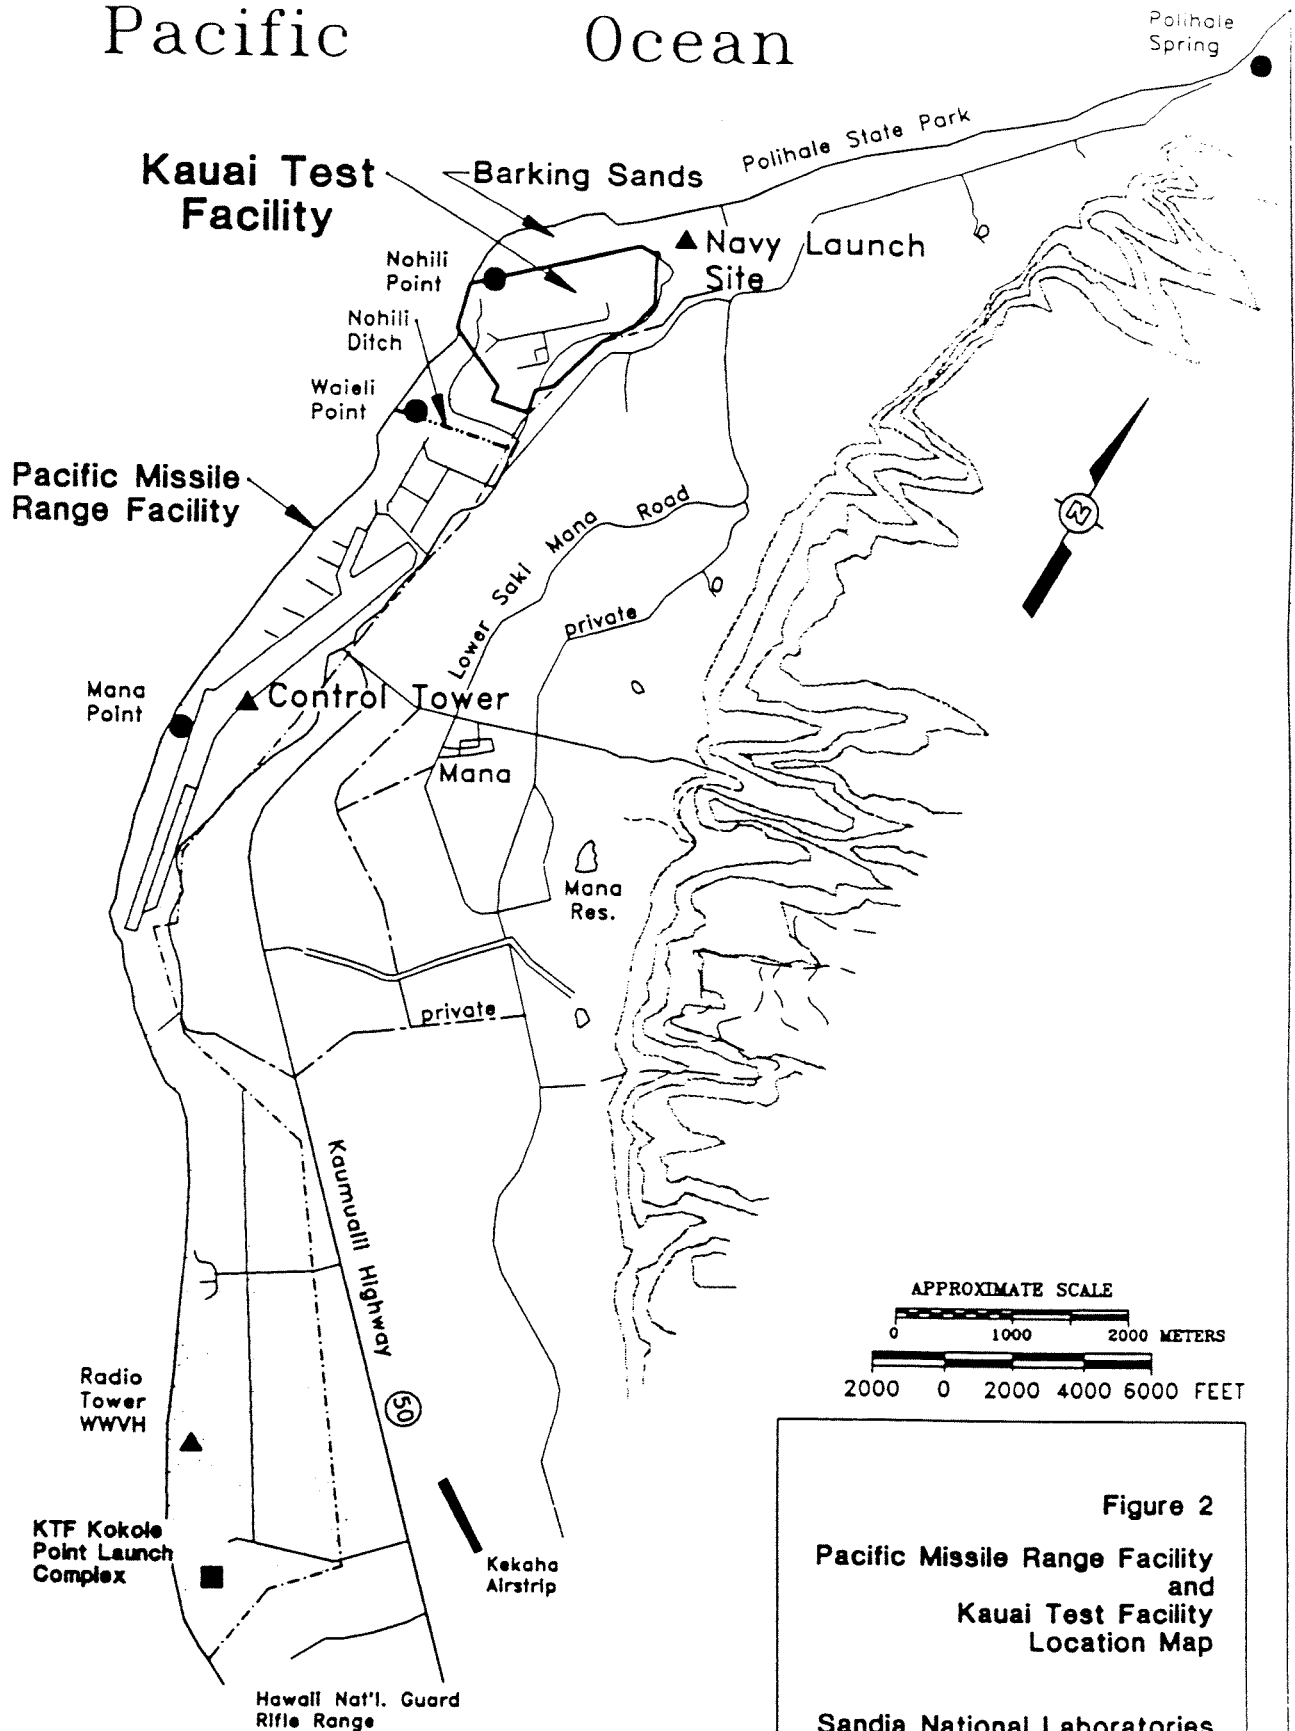 Pacific Ocean
Polihale
Spring
Polihale State Park
Kauai Test
Facility
Barking Sands
Navy Launch
Site
Nohili
Point
Nohili
Ditch
Waieli
Point
Pacific Missile
Range Facility
N
Lower Saki Mana Road
private
Mana
Point
Control Tower
Mana
Mana
Res.
private
Kaumualii Highway
50
APPROXIMATE SCALE
0 1000 2000 METERS
2000 0 2000 4000 6000 FEET
Radio
Tower
WWVH
KTF Kokole
Point Launch
Complex
Kekaha
Airstrip
Hawaii Nat'l. Guard
Rifle Range
Figure 2
Pacific Missile Range Facility
and
Kauai Test Facility
Location Map
Sandia National Laboratories